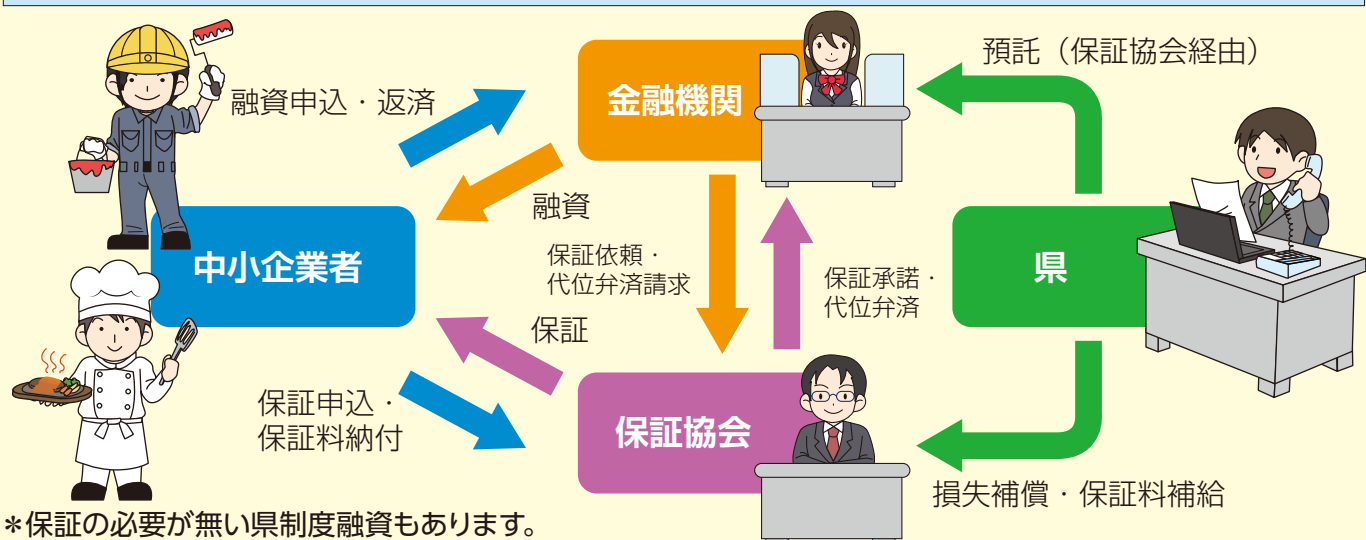 預託（保証協会経由）
金融機関
融資申込・返済
融資
保証依頼・
代位弁済請求
保証承諾・
代位弁済
中小企業者
県
保証
保証申込・
保証料納付
保証協会
損失補償・保証料補給
*保証の必要が無い県制度融資もあります。